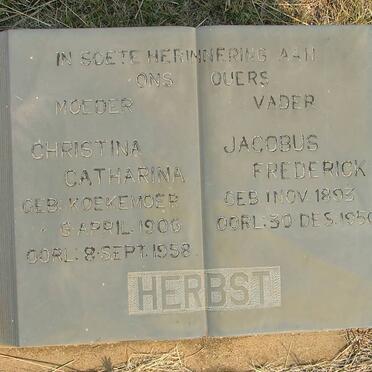 IN SOETE HERINNERING AAN
ONS OUERS
MOEDER
CHRISTINA
CATHARINA
GEB: KOEKEMOER
6 APRIL 1906
OORL: 8 SEPT. 1958
VADER
JACOBUS
FREDERICK
GEB 1 NOV 1893
OORL: 30 DES. 1950
HERBST